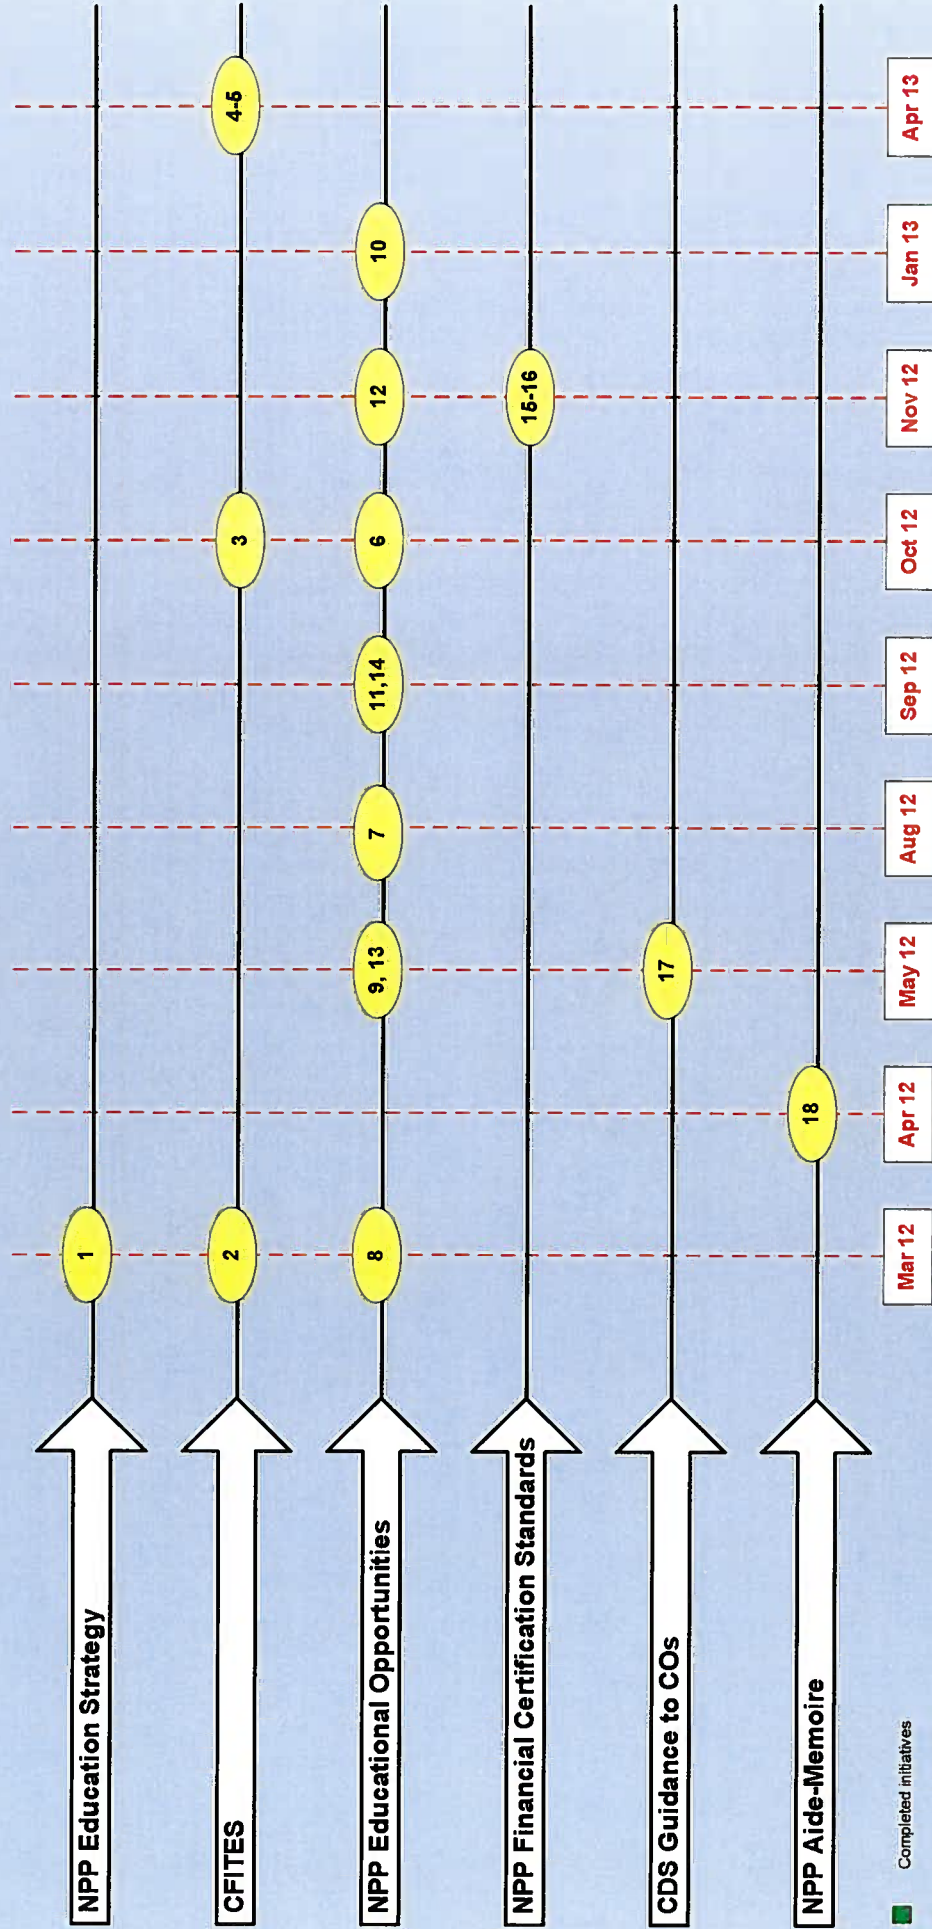 NPP Education Strategy
1
CFITES
2
3
4-5
NPP Educational Opportunities
8
9, 13
7
11,14
6
12
10
NPP Financial Certification Standards
15-16
CDS Guidance to COs
17
NPP Aide-Memoire
18
Mar 12
Apr 12
May 12
Aug 12
Sep 12
Oct 12
Nov 12
Jan 13
Apr 13
Completed initiatives